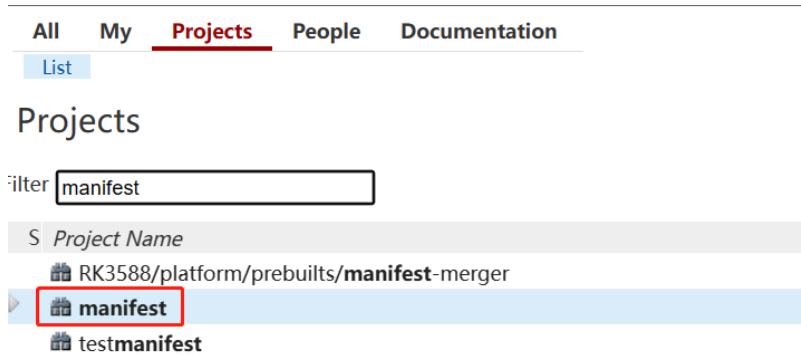 All My Projects People Documentation
List
Projects
Filter manifest
S Project Name
RK3588/platform/prebuilts/manifest-merger
manifest
testmanifest